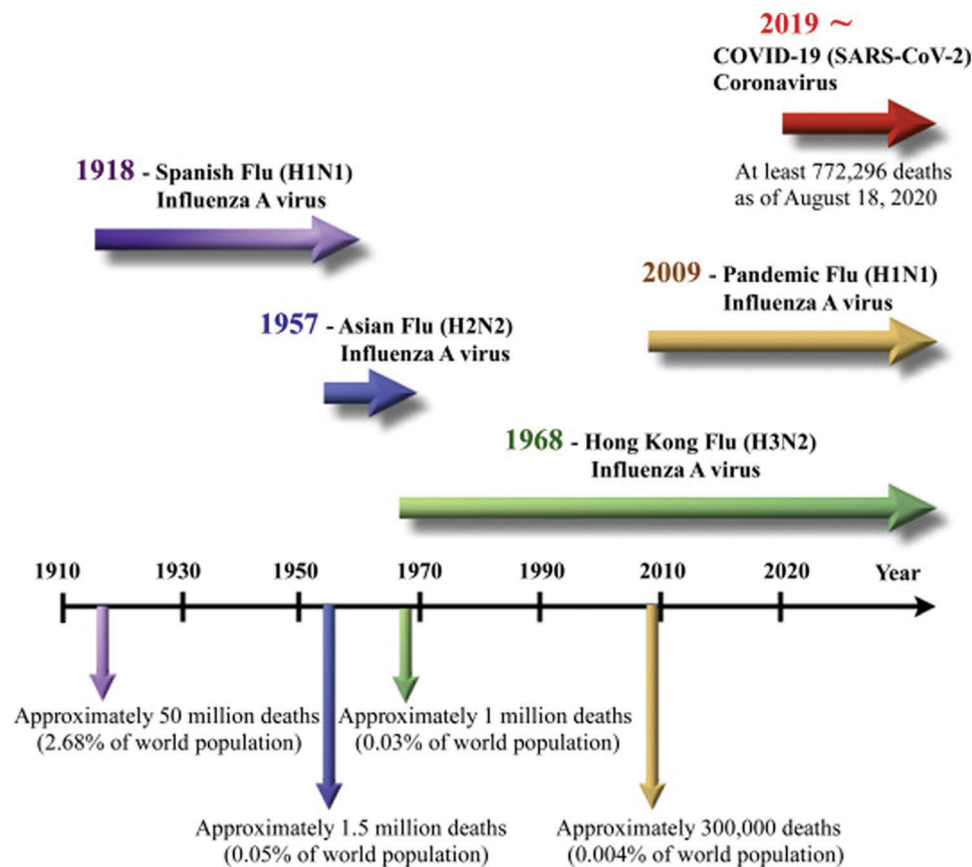 2019 ~
COVID-19 (SARS-CoV-2)
Coronavirus
At least 772,296 deaths
as of August 18, 2020
1918 - Spanish Flu (H1N1)
Influenza A virus
2009 - Pandemic Flu (H1N1)
Influenza A virus
1957 - Asian Flu (H2N2)
Influenza A virus
1968 - Hong Kong Flu (H3N2)
Influenza A virus
1910 1930 1950 1970 1990 2010 2020 Year
Approximately 50 million deaths
(2.68% of world population)
Approximately 1 million deaths
(0.03% of world population)
Approximately 1.5 million deaths
(0.05% of world population)
Approximately 300,000 deaths
(0.004% of world population)